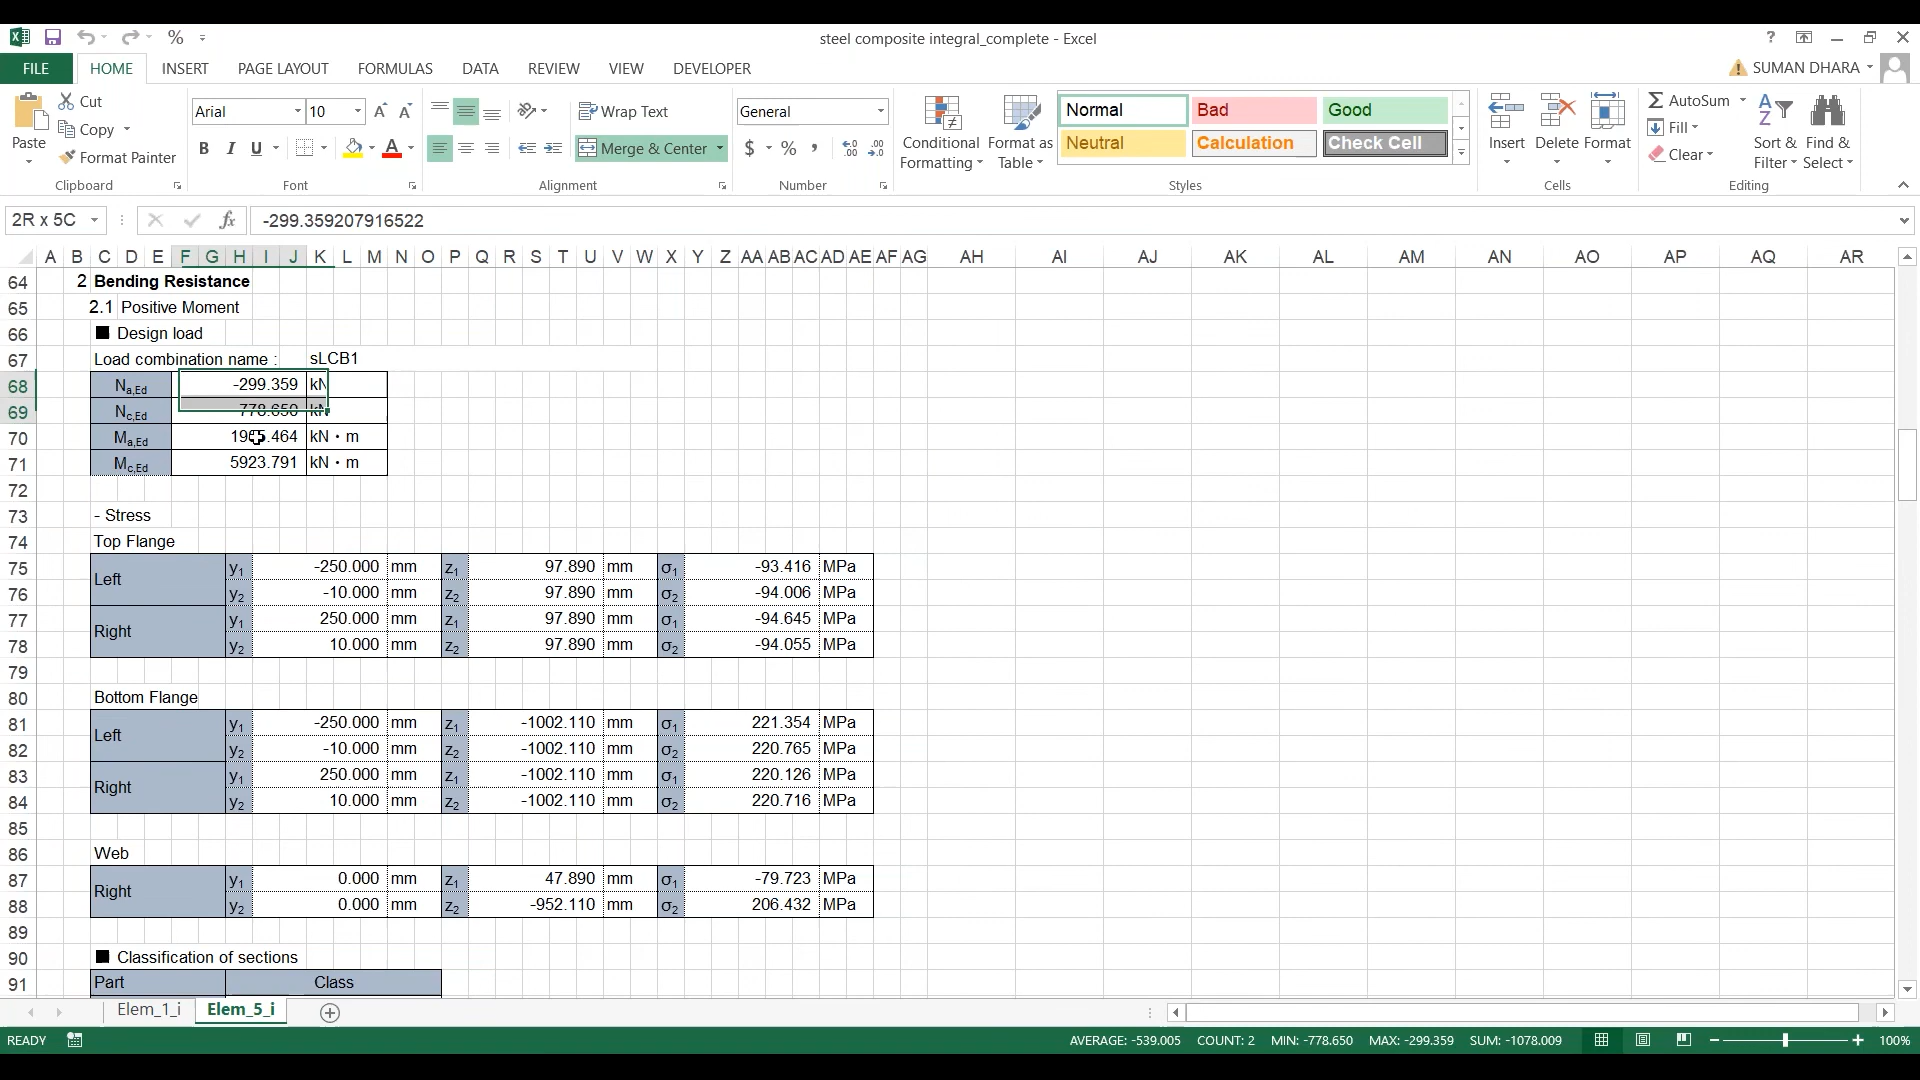 steel composite integral_complete - Excel
FILE HOME INSERT PAGE LAYOUT FORMULAS DATA REVIEW VIEW DEVELOPER SUMAN DHARA
Paste Cut Copy Format Painter
Clipboard
Arial 10
B I U A
Font
Wrap Text
Merge & Center
Alignment
General
$ % ,
Number
Conditional Formatting
Format as Table
Normal Bad Good
Neutral Calculation Check Cell
Styles
Insert Delete Format
Cells
AutoSum
Fill
Clear
Sort & Filter
Find & Select
Editing
2R x 5C fx -299.359207916522
A B C D E F G H I J K L M N O P Q R S T U V W X Y Z AA AB AC AD AE AF AG AH AI AJ AK AL AM AN AO AP AQ AR
64 2 Bending Resistance
65 2.1 Positive Moment
66 ■ Design load
67 Load combination name : sLCB1
68 Na,Ed -299.359 kN
69 Nc,Ed 778.650 kN
70 Ma,Ed .464 kN・m
71 Mc,Ed 5923.791 kN・m
72
73 - Stress
74 Top Flange
75 Left y1 -250.000 mm z1 97.890 mm σ1 -93.416 MPa
76 y2 -10.000 mm z2 97.890 mm σ2 -94.006 MPa
77 Right y1 250.000 mm z1 97.890 mm σ1 -94.645 MPa
78 y2 10.000 mm z2 97.890 mm σ2 -94.055 MPa
79
80 Bottom Flange
81 Left y1 -250.000 mm z1 -1002.110 mm σ1 221.354 MPa
82 y2 -10.000 mm z2 -1002.110 mm σ2 220.765 MPa
83 Right y1 250.000 mm z1 -1002.110 mm σ1 220.126 MPa
84 y2 10.000 mm z2 -1002.110 mm σ2 220.716 MPa
85
86 Web
87 Right y1 0.000 mm z1 47.890 mm σ1 -79.723 MPa
88 y2 0.000 mm z2 -952.110 mm σ2 206.432 MPa
89
90 ■ Classification of sections
91 Part Class
Elem_1_i Elem_5_i
READY AVERAGE: -539.005 COUNT: 2 MIN: -778.650 MAX: -299.359 SUM: -1078.009 100%